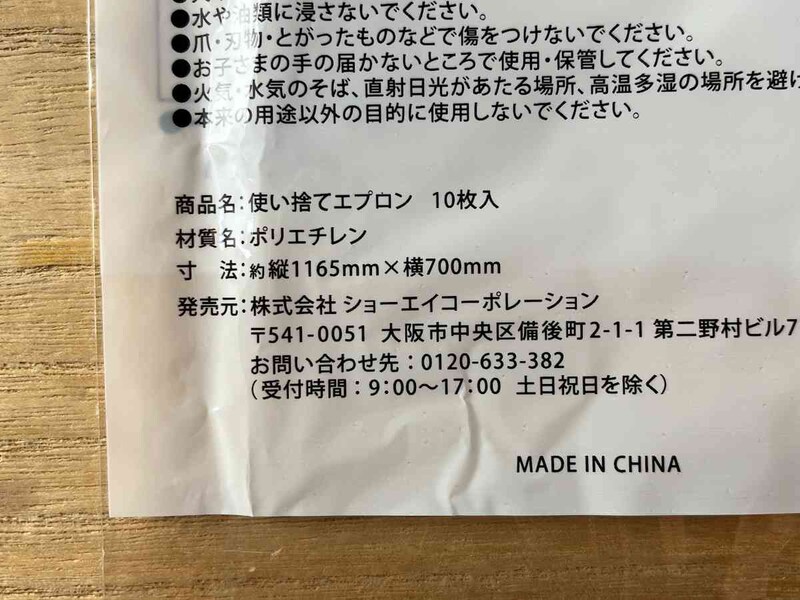 ●水や油類に浸さないでください。
●爪・刃物・とがったものなどで傷をつけないでください。
●お子さまの手の届かないところで使用・保管してください。
●火気・水気のそば、直射日光があたる場所、高温多湿の場所を避け
●本来の用途以外の目的に使用しないでください。
商品名：使い捨てエプロン 10枚入
材質名：ポリエチレン
寸 法：約縦1165mm×横700mm
発売元：株式会社 ショーエイコーポレーション
〒541-0051 大阪市中央区備後町2-1-1 第二野村ビル7
お問い合わせ先：0120-633-382
（受付時間：9:00〜17:00 土日祝日を除く）
MADE IN CHINA